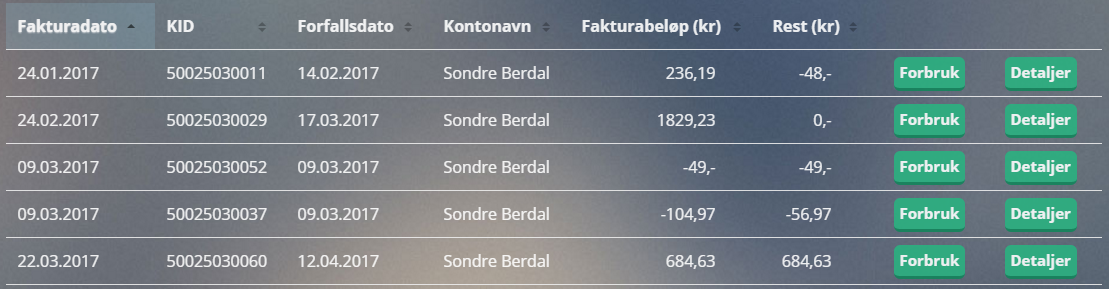 Fakturadato KID Forfallsdato Kontonavn Fakturabeløp (kr) Rest (kr)
24.01.2017 50025030011 14.02.2017 Sondre Berdal 236,19 -48,- Forbruk Detaljer
24.02.2017 50025030029 17.03.2017 Sondre Berdal 1829,23 0,- Forbruk Detaljer
09.03.2017 50025030052 09.03.2017 Sondre Berdal -49,- -49,- Forbruk Detaljer
09.03.2017 50025030037 09.03.2017 Sondre Berdal -104,97 -56,97 Forbruk Detaljer
22.03.2017 50025030060 12.04.2017 Sondre Berdal 684,63 684,63 Forbruk Detaljer